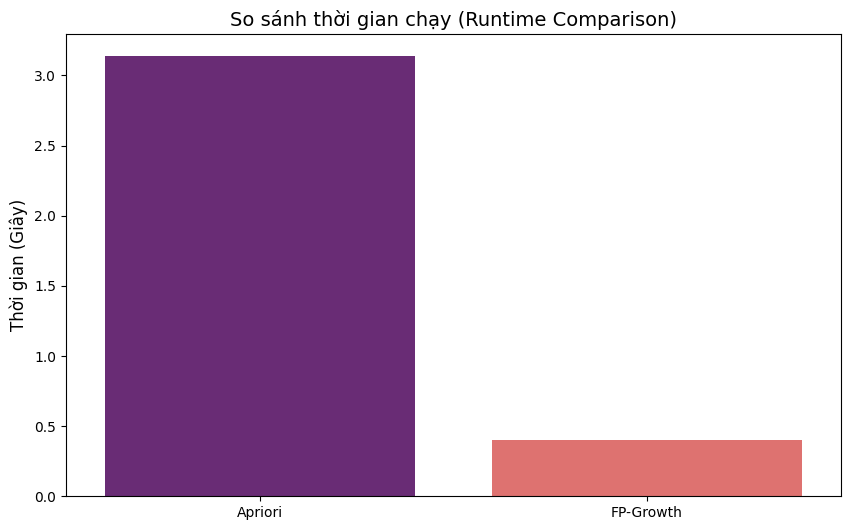 So sánh thời gian chạy (Runtime Comparison)
Thời gian (Giây)
3.0
2.5
2.0
1.5
1.0
0.5
0.0
Apriori
FP-Growth